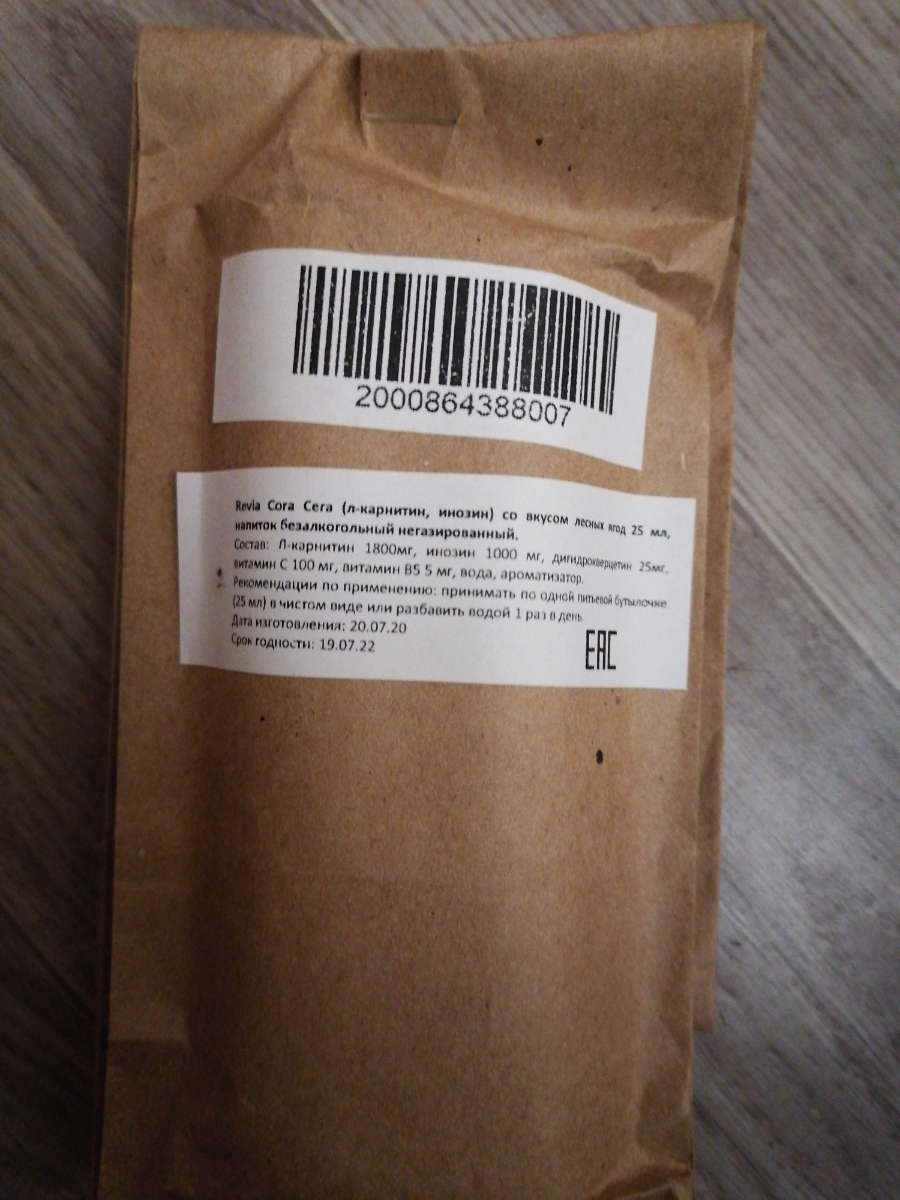 2000864388007
Revia Cora Cera (л-карнитин, инозин) со вкусом лесных ягод 25 мл,
напиток безалкогольный негазированный.
Состав: Л-карнитин 1800мг, инозин 1000 мг, дигидрокверцетин 25мг,
витамин С 100 мг, витамин В5 5 мг, вода, ароматизатор.
Рекомендации по применению: принимать по одной питьевой бутылочке
(25 мл) в чистом виде или разбавить водой 1 раз в день.
Дата изготовления: 20.07.20
Срок годности: 19.07.22
EAC